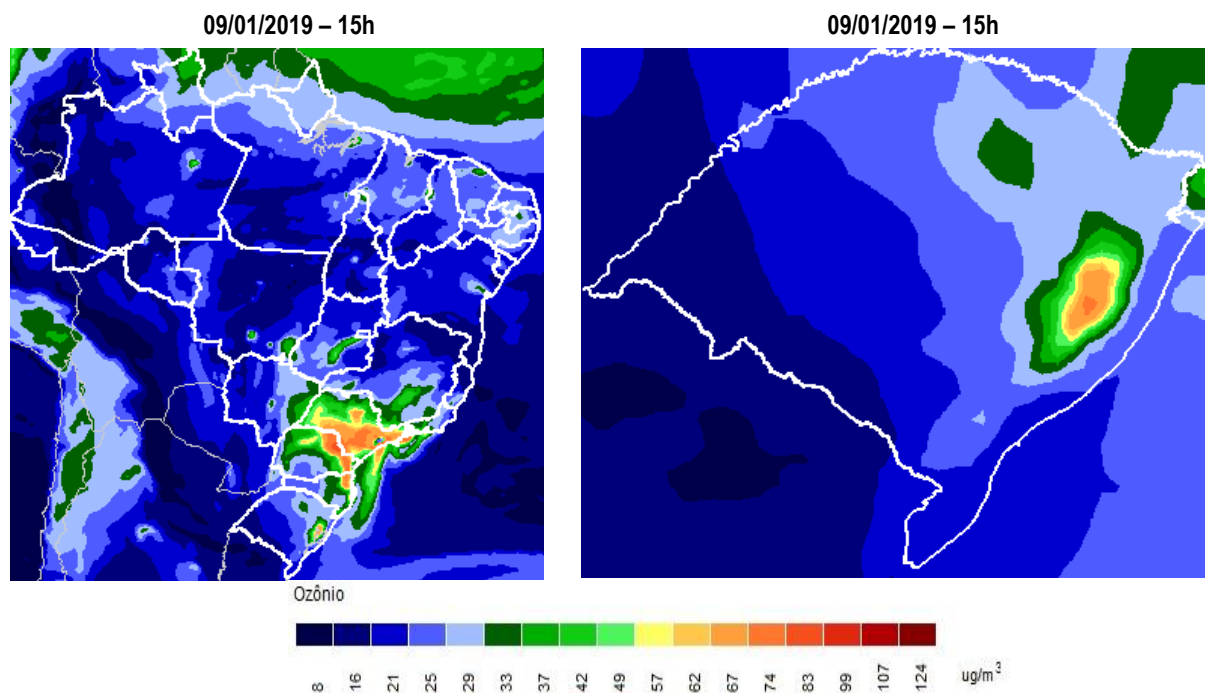 09/01/2019 – 15h
09/01/2019 – 15h
Ozônio
8 16 21 25 29 33 37 42 49 57 62 67 74 83 99 107 124 ug/m³